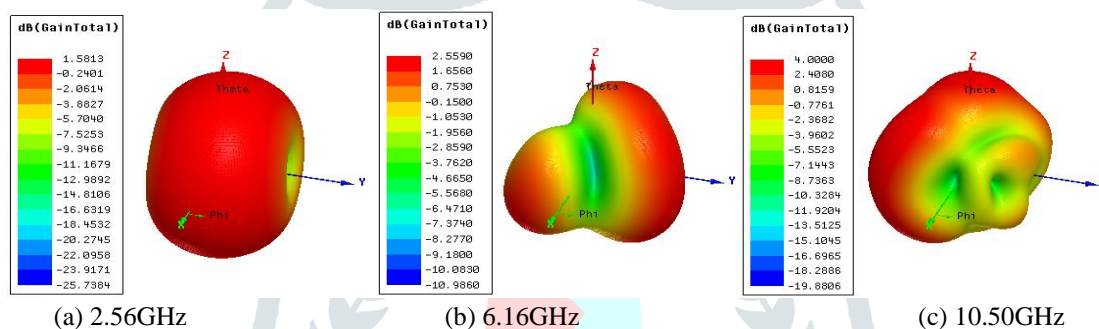 dB(GainTotal)
1.5813
-0.2401
-2.0614
-3.8827
-5.7040
-7.5253
-9.3466
-11.1679
-12.9892
-14.8106
-16.6319
-18.4532
-20.2745
-22.0958
-23.9171
-25.7384
Z
Theta
Y
X
Phi
(a) 2.56GHz
dB(GainTotal)
2.5590
1.6560
0.7530
-0.1500
-1.0530
-1.9560
-2.8590
-3.7620
-4.6650
-5.5680
-6.4710
-7.3740
-8.2770
-9.1800
-10.0830
-10.9860
Z
Theta
Y
X
Phi
(b) 6.16GHz
dB(GainTotal)
4.0000
2.4080
0.8159
-0.7761
-2.3682
-3.9602
-5.5523
-7.1443
-8.7363
-10.3284
-11.9204
-13.5125
-15.1045
-16.6965
-18.2886
-19.8806
Z
Theta
X
Phi
(c) 10.50GHz